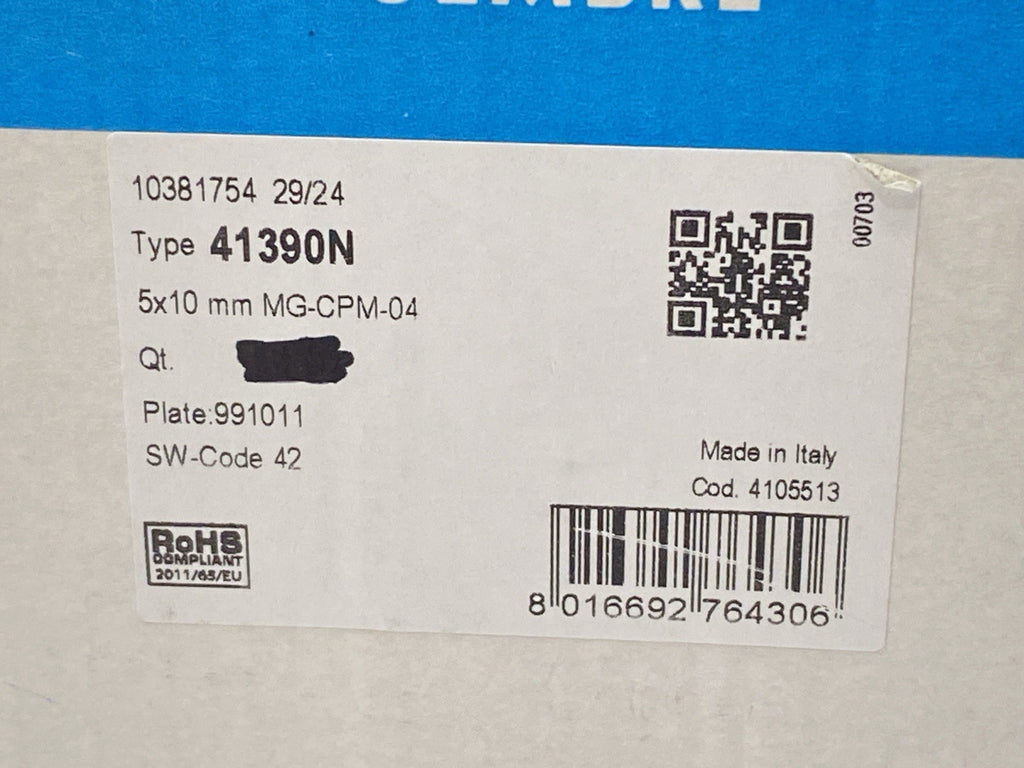 10381754 29/24
Type 41390N
5x10 mm MG-CPM-04
Qt.
Plate:991011
SW-Code 42
RoHS
COMPLIANT
2011/65/EU
00703
Made in Italy
Cod. 4105513
8 016692 764306